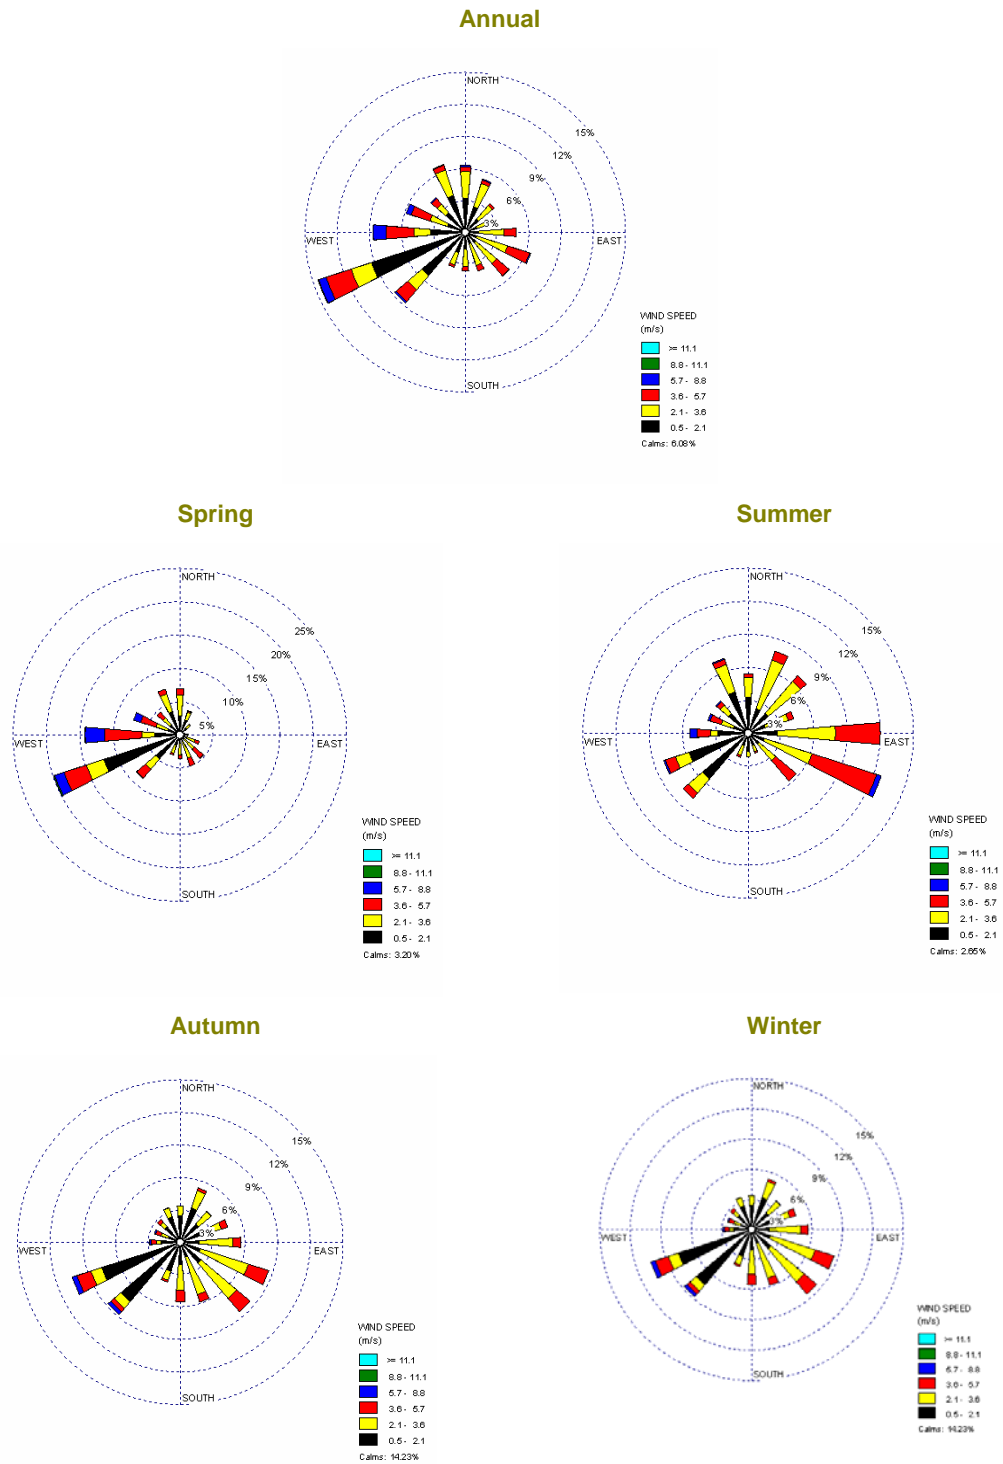 Annual
NORTH
15%
12%
9%
6%
3%
WEST
EAST
SOUTH
WIND SPEED
(m/s)
>= 11.1
8.8 - 11.1
5.7 - 8.8
3.6 - 5.7
2.1 - 3.6
0.5 - 2.1
Calms: 6.08%
Spring
NORTH
25%
20%
15%
10%
5%
WEST
EAST
SOUTH
WIND SPEED
(m/s)
>= 11.1
8.8 - 11.1
5.7 - 8.8
3.6 - 5.7
2.1 - 3.6
0.5 - 2.1
Calms: 3.20%
Summer
NORTH
15%
12%
9%
6%
3%
WEST
EAST
SOUTH
WIND SPEED
(m/s)
>= 11.1
8.8 - 11.1
5.7 - 8.8
3.6 - 5.7
2.1 - 3.6
0.5 - 2.1
Calms: 2.65%
Autumn
NORTH
15%
12%
9%
6%
3%
WEST
EAST
SOUTH
WIND SPEED
(m/s)
>= 11.1
8.8 - 11.1
5.7 - 8.8
3.6 - 5.7
2.1 - 3.6
0.5 - 2.1
Calms: 14.23%
Winter
NORTH
15%
12%
9%
6%
3%
WEST
EAST
SOUTH
WIND SPEED
(m/s)
>= 11.1
8.8 - 11.1
5.7 - 8.8
3.6 - 5.7
2.1 - 3.6
0.5 - 2.1
Calms: 14.23%